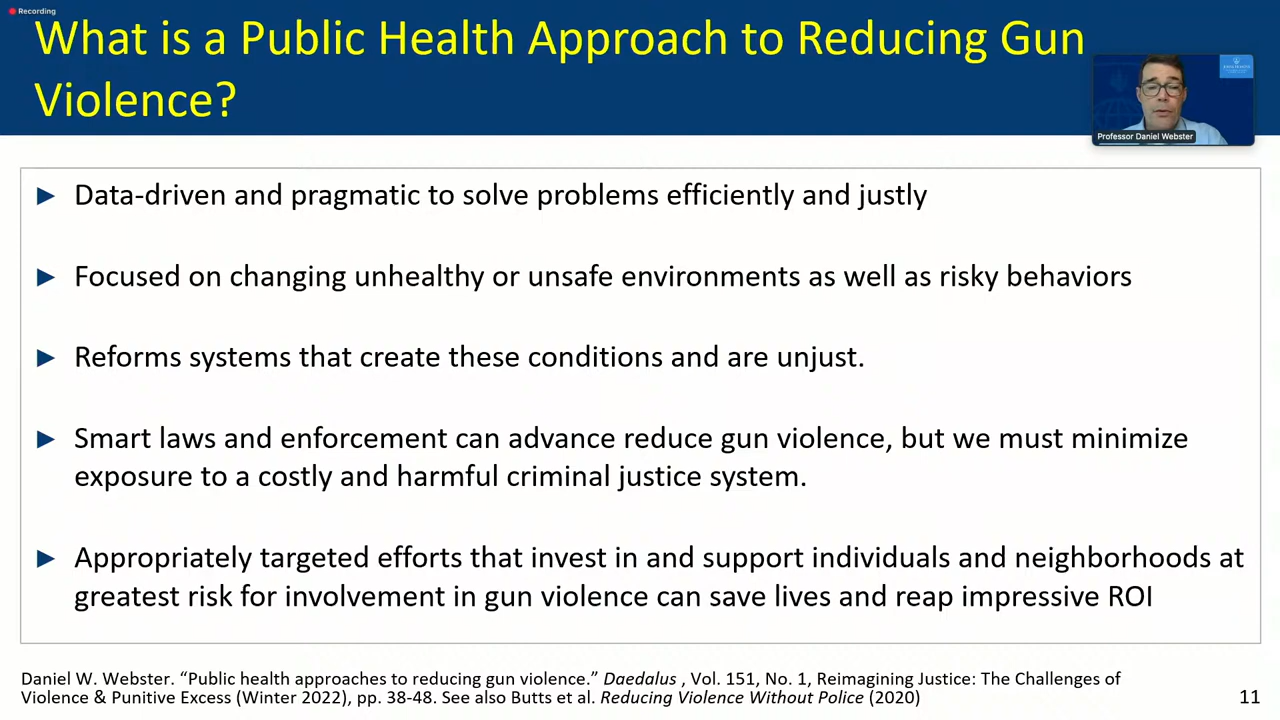 Recording
What is a Public Health Approach to Reducing Gun
Violence?
Professor Daniel Webster
► Data-driven and pragmatic to solve problems efficiently and justly
► Focused on changing unhealthy or unsafe environments as well as risky behaviors
► Reforms systems that create these conditions and are unjust.
► Smart laws and enforcement can advance reduce gun violence, but we must minimize
exposure to a costly and harmful criminal justice system.
► Appropriately targeted efforts that invest in and support individuals and neighborhoods at
greatest risk for involvement in gun violence can save lives and reap impressive ROI
Daniel W. Webster. “Public health approaches to reducing gun violence.” Daedalus , Vol. 151, No. 1, Reimagining Justice: The Challenges of
Violence & Punitive Excess (Winter 2022), pp. 38-48. See also Butts et al. Reducing Violence Without Police (2020)
11